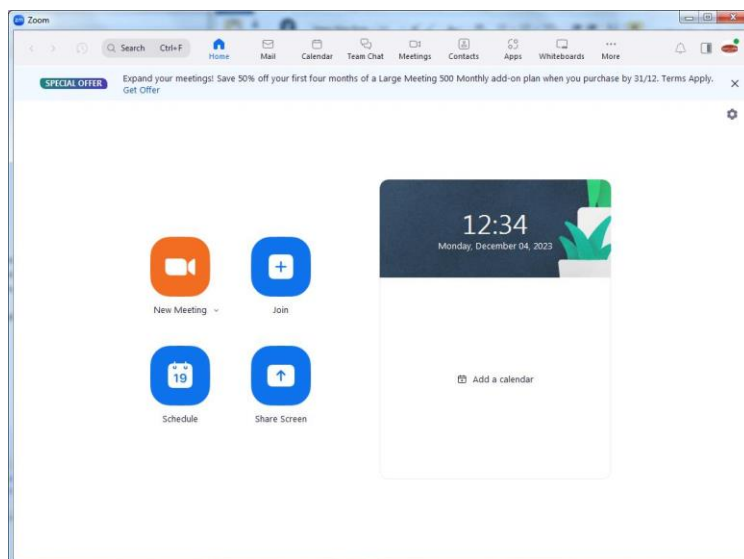 Zoom
Search Ctrl+F
Home
Mail
Calendar
Team Chat
Meetings
Contacts
Apps
Whiteboards
More
SPECIAL OFFER
Expand your meetings! Save 50% off your first four months of a Large Meeting 500 Monthly add-on plan when you purchase by 31/12. Terms Apply.
Get Offer
12:34
Monday, December 04, 2023
New Meeting
Join
19
Schedule
Share Screen
Add a calendar